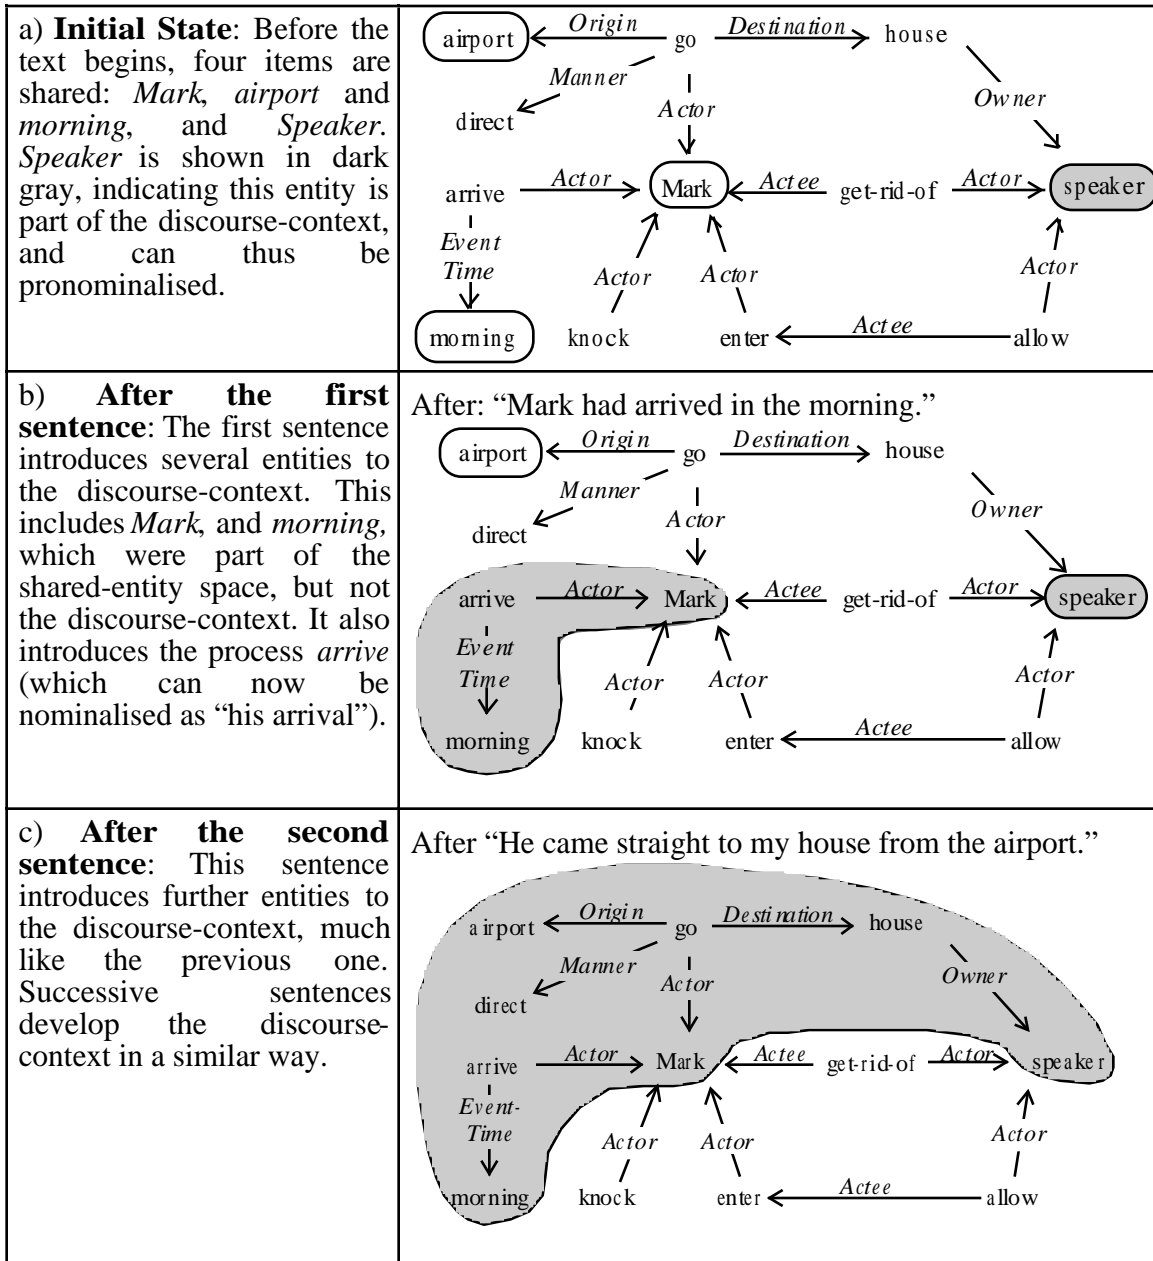 a) Initial State: Before the
text begins, four items are
shared: Mark, airport and
morning, and Speaker.
Speaker is shown in dark
gray, indicating this entity is
part of the discourse-context,
and can thus be
pronominalised.
airport Origin go Destination house
Manner
direct Actor Owner
arrive Actor Mark Actee get-rid-of Actor speaker
Event
Time Actor Actor Actor
morning knock enter Actee allow
b) After the first
sentence: The first sentence
introduces several entities to
the discourse-context. This
includes Mark, and morning,
which were part of the
shared-entity space, but not
the discourse-context. It also
introduces the process arrive
(which can now be
nominalised as “his arrival”).
After: “Mark had arrived in the morning.”
airport Origin go Destination house
Manner
direct Actor Owner
arrive Actor Mark Actee get-rid-of Actor speaker
Event
Time Actor Actor Actor
morning knock enter Actee allow
c) After the second
sentence: This sentence
introduces further entities to
the discourse-context, much
like the previous one.
Successive sentences
develop the discourse-
context in a similar way.
After “He came straight to my house from the airport.”
airport Origin go Destination house
Manner
direct Actor Owner
arrive Actor Mark Actee get-rid-of Actor speaker
Event-
Time Actor Actor Actor
morning knock enter Actee allow